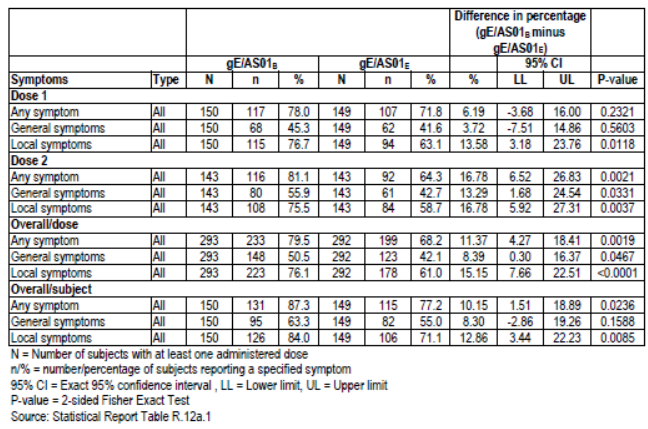 Difference in percentage
(gE/AS01B minus
gE/AS01E)
gE/AS01B gE/AS01E 95% CI
Symptoms Type N n % N n % % LL UL P-value
Dose 1
Any symptom All 150 117 78.0 149 107 71.8 6.19 -3.68 16.00 0.2321
General symptoms All 150 68 45.3 149 62 41.6 3.72 -7.51 14.86 0.5603
Local symptoms All 150 115 76.7 149 94 63.1 13.58 3.18 23.76 0.0118
Dose 2
Any symptom All 143 116 81.1 143 92 64.3 16.78 6.52 26.83 0.0021
General symptoms All 143 80 55.9 143 61 42.7 13.29 1.68 24.54 0.0331
Local symptoms All 143 108 75.5 143 84 58.7 16.78 5.92 27.31 0.0037
Overall/dose
Any symptom All 293 233 79.5 292 199 68.2 11.37 4.27 18.41 0.0019
General symptoms All 293 148 50.5 292 123 42.1 8.39 0.30 16.37 0.0467
Local symptoms All 293 223 76.1 292 178 61.0 15.15 7.66 22.51 <0.0001
Overall/subject
Any symptom All 150 131 87.3 149 115 77.2 10.15 1.51 18.89 0.0236
General symptoms All 150 95 63.3 149 82 55.0 8.30 -2.86 19.26 0.1588
Local symptoms All 150 126 84.0 149 106 71.1 12.86 3.44 22.23 0.0085
N = Number of subjects with at least one administered dose
n/% = number/percentage of subjects reporting a specified symptom
95% CI = Exact 95% confidence interval , LL = Lower limit, UL = Upper limit
P-value = 2-sided Fisher Exact Test
Source: Statistical Report Table R.12a.1